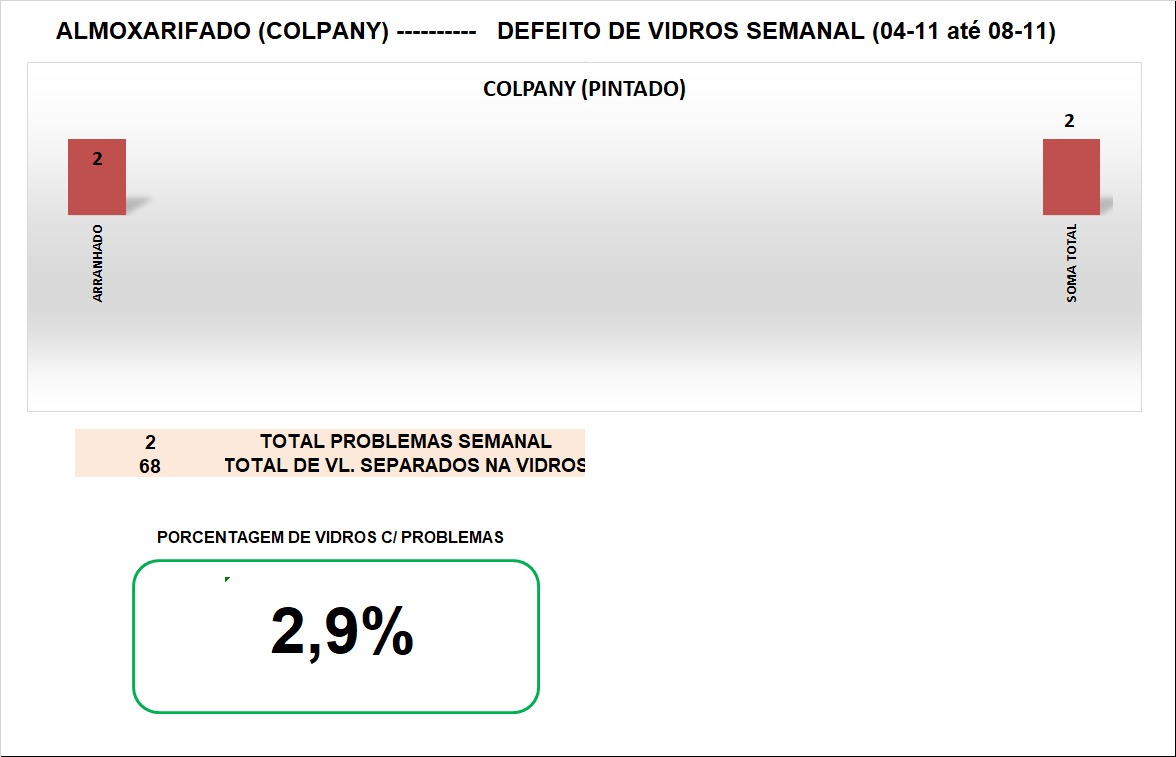 ALMOXARIFADO (COLPANY) ---------- DEFEITO DE VIDROS SEMANAL (04-11 até 08-11)
COLPANY (PINTADO)
2
2
ARRANHADO
SOMA TOTAL
2 TOTAL PROBLEMAS SEMANAL
68 TOTAL DE VL. SEPARADOS NA VIDROS
PORCENTAGEM DE VIDROS C/ PROBLEMAS
2,9%